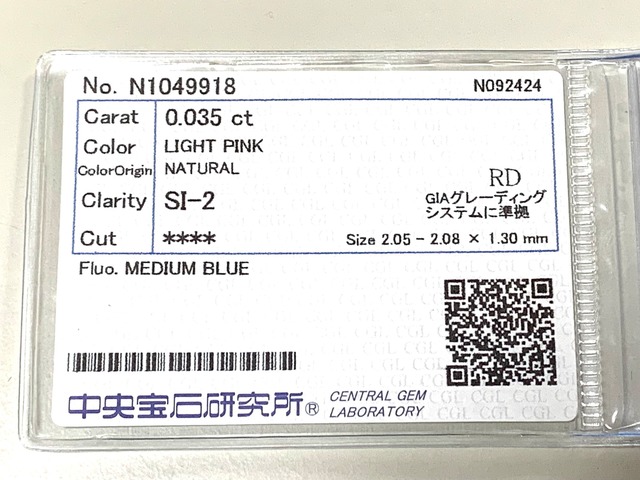 No. N1049918 N092424
Carat 0.035 ct
Color LIGHT PINK
ColorOrigin NATURAL
Clarity SI-2
RD
GIAグレーディング
システムに準拠
Cut **** Size 2.05 - 2.08 × 1.30 mm
Fluo. MEDIUM BLUE
中央宝石研究所® CENTRAL GEM
LABORATORY